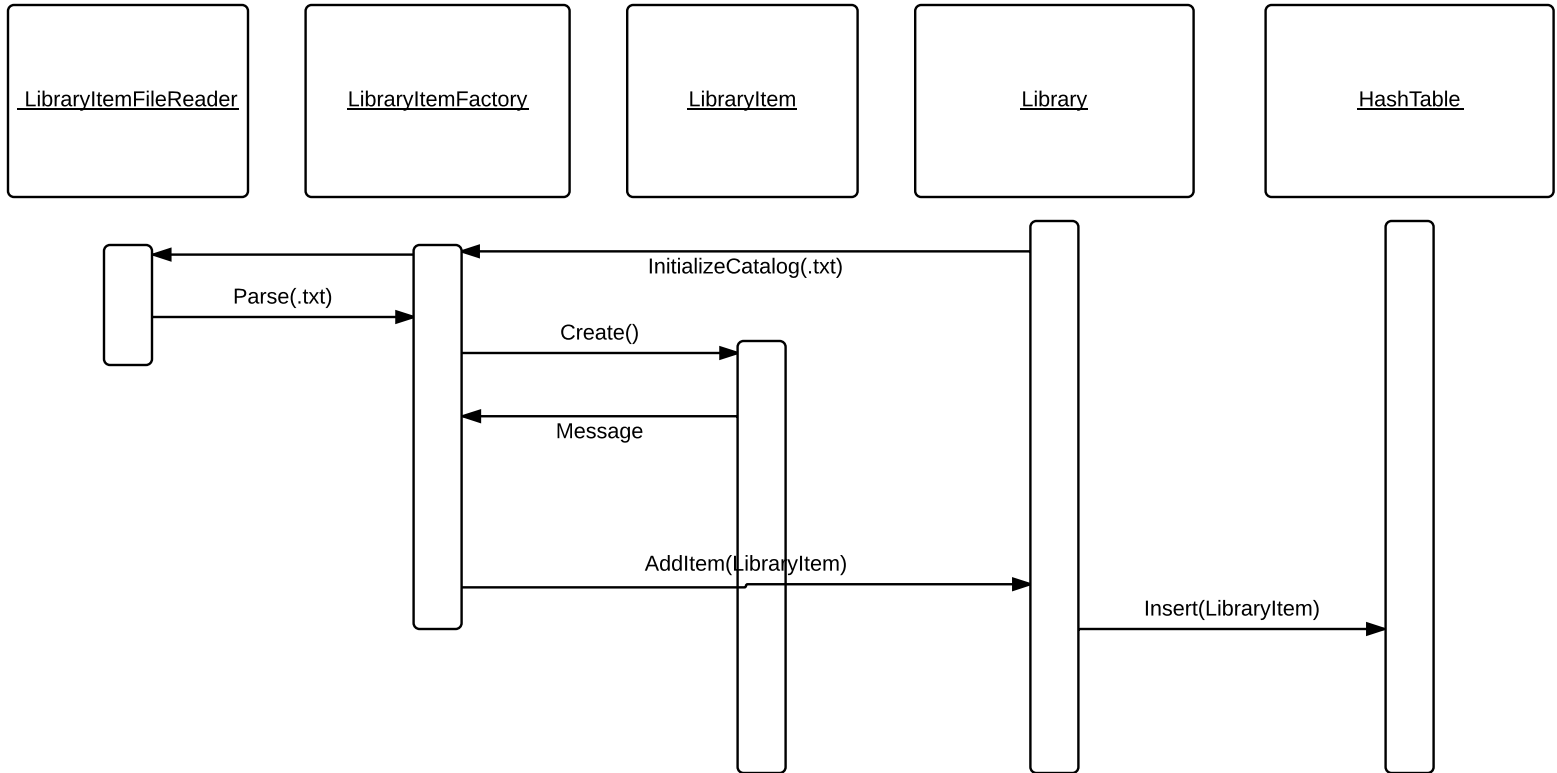 LibraryItemFileReader
LibraryItemFactory
LibraryItem
Library
HashTable
InitializeCatalog(.txt)
Parse(.txt)
Create()
Message
AddItem(LibraryItem)
Insert(LibraryItem)